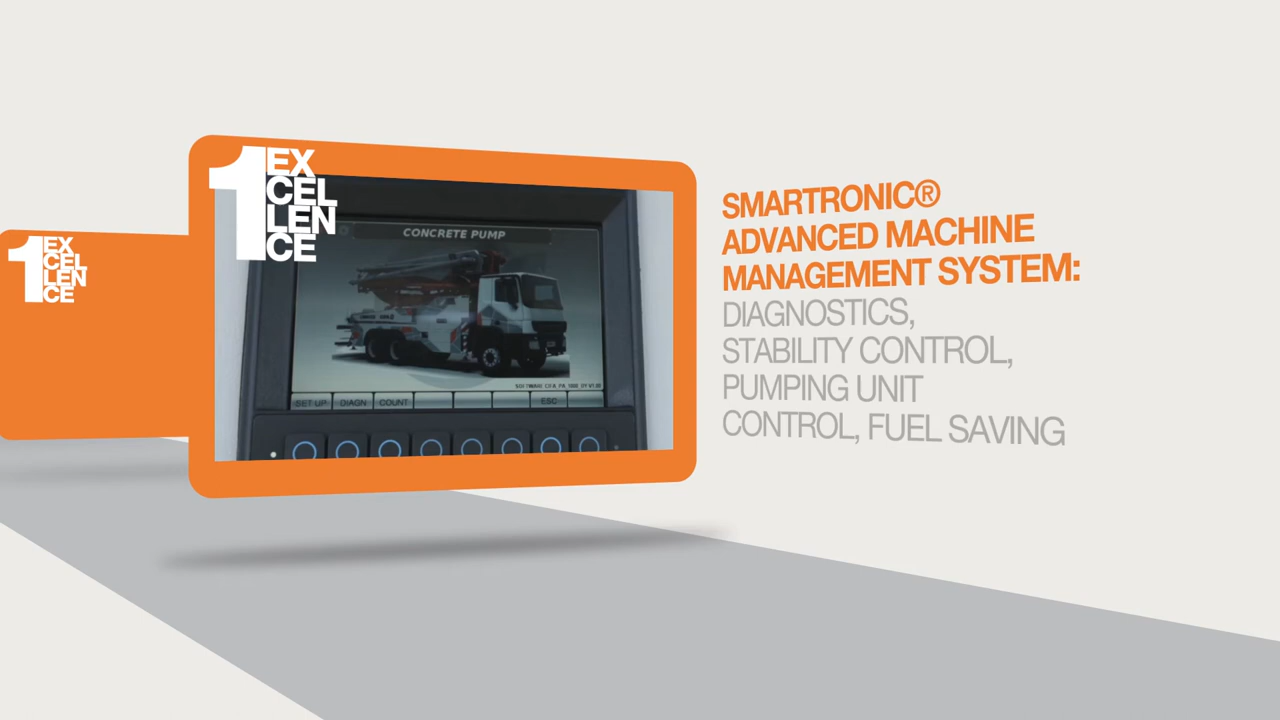 1
EX
CEL
LEN
CE
1
EX
CEL
LEN
CE
CONCRETE PUMP
SET UP DIAGN COUNT ESC
SMARTRONIC®
ADVANCED MACHINE
MANAGEMENT SYSTEM:
DIAGNOSTICS,
STABILITY CONTROL,
PUMPING UNIT
CONTROL, FUEL SAVING